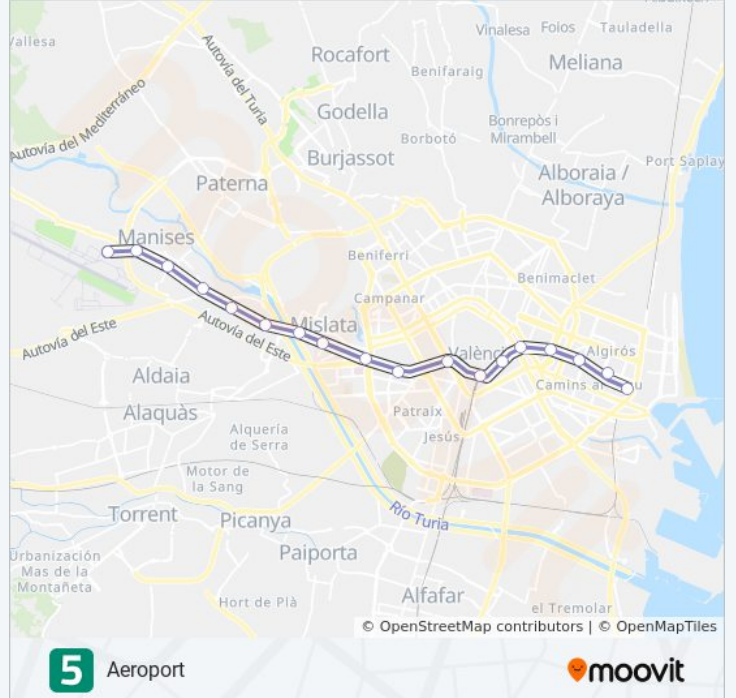 Vinalesa
Foios
Tauladella
Vallesa
Rocafort
Meliana
Benifaraig
Autovía del Turia
Godella
Autovía del Mediterráneo
Bonrepòs i
Mirambell
Borbotó
Burjassot
Port Saplay
Paterna
Alboraia /
Alboraya
Manises
Beniferri
Benimaclet
Campanar
Mislata
Autovía del Este
Autovía del Este
València
Algirós
Aldaia
Camins al Grau
Alaquàs
Patraix
Alquería
de Serra
Jesús
Motor de
la Sang
Torrent
Picanya
Río Turia
Urbanización
Mas de la
Montañeta
Paiporta
Hort de Plà
Alfafar
el Tremolar
© OpenStreetMap contributors | © OpenMapTiles
5 Aeroport
moovit